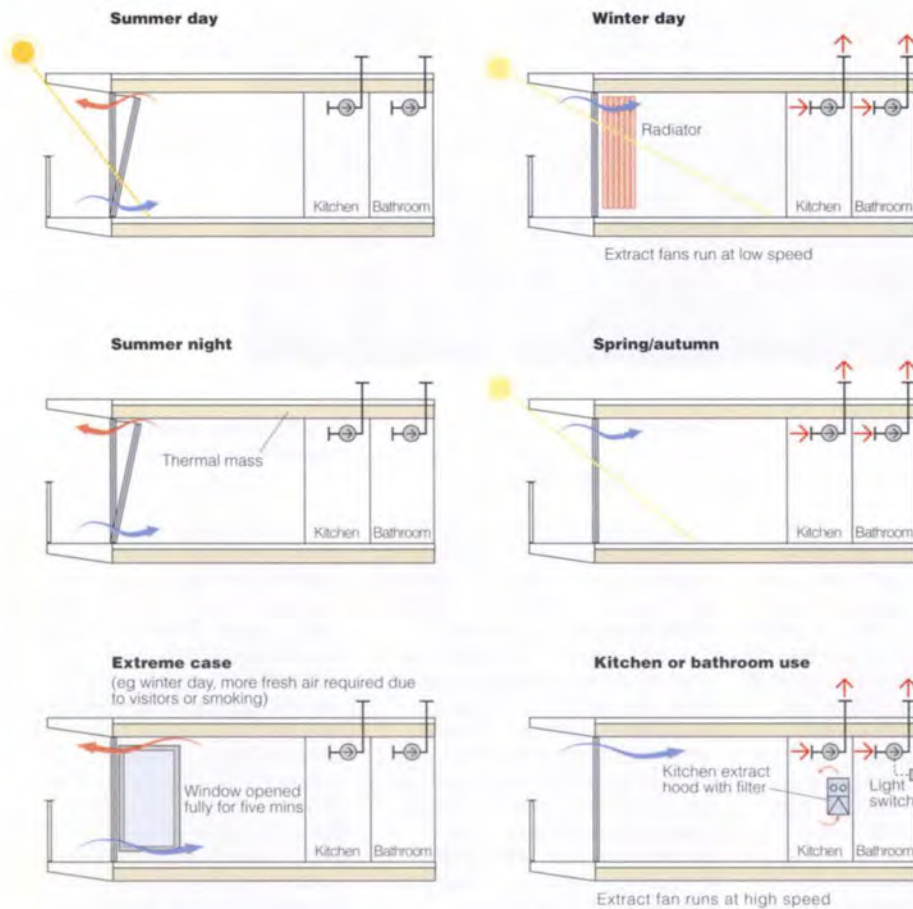 Summer day
Kitchen
Bathroom
Winter day
Radiator
Kitchen
Bathroom
Extract fans run at low speed
Summer night
Thermal mass
Kitchen
Bathroom
Spring/autumn
Kitchen
Bathroom
Extreme case
(eg winter day, more fresh air required due
to visitors or smoking)
Window opened
fully for five mins
Kitchen
Bathroom
Kitchen or bathroom use
Kitchen extract
hood with filter
Light
switch
Kitchen
Bathroom
Extract fan runs at high speed